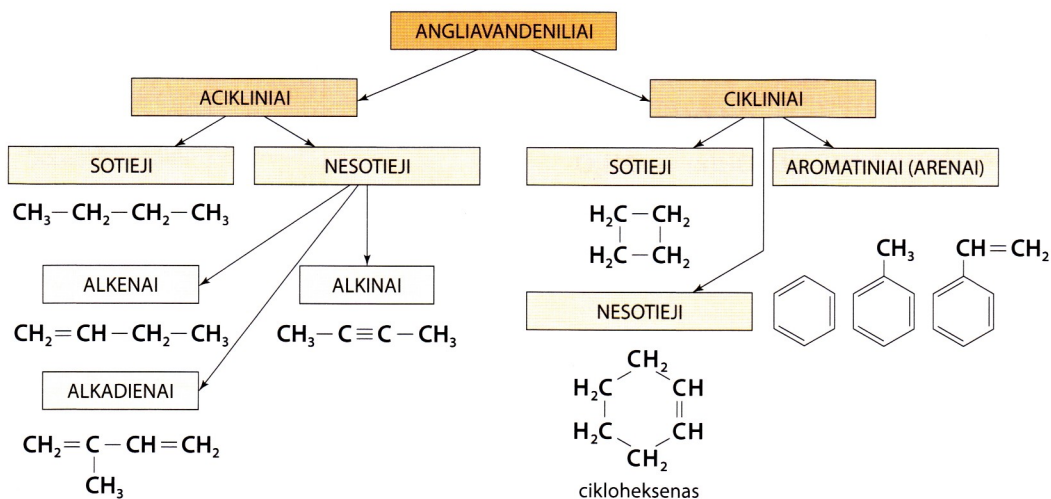 ANGLIAVANDENILIAI
ACIKLINIAI
CIKLINIAI
SOTIEJI
NESOTIEJI
SOTIEJI
AROMATINIAI (ARENAI)
CH₃—CH₂—CH₂—CH₃
H₂C—CH₂
H₂C—CH₂
CH₃
CH=CH₂
ALKENAI
ALKINAI
NESOTIEJI
CH₂=CH—CH₂—CH₃
CH₃—C≡C—CH₃
ALKADIENAI
CH₂=C—CH=CH₂
CH₃
CH₂
H₂C
CH
H₂C
CH
CH₂
cikloheksenas